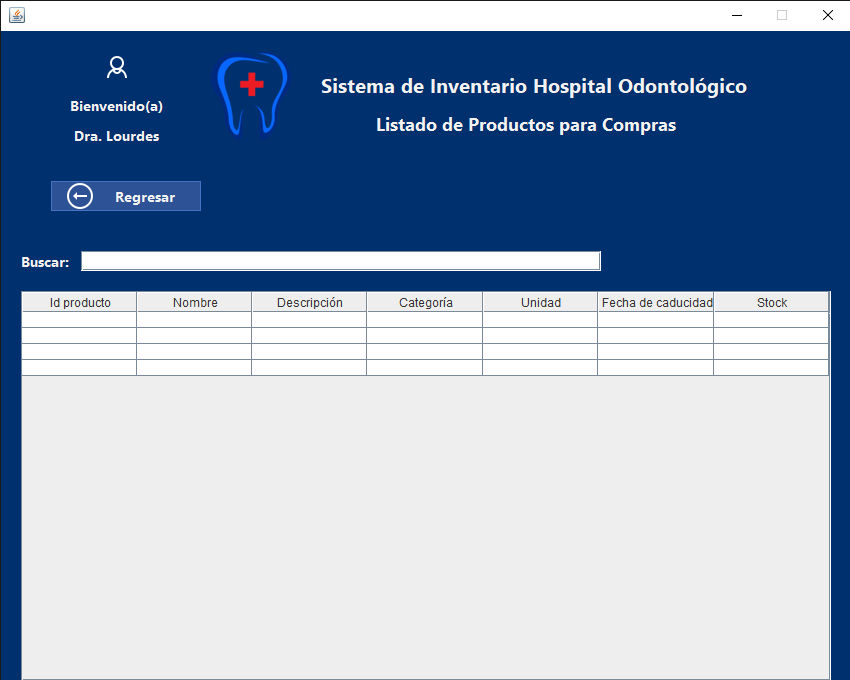 Bienvenido(a)
Dra. Lourdes
Sistema de Inventario Hospital Odontológico
Listado de Productos para Compras
Regresar
Buscar:
Id producto Nombre Descripción Categoría Unidad Fecha de caducidad Stock